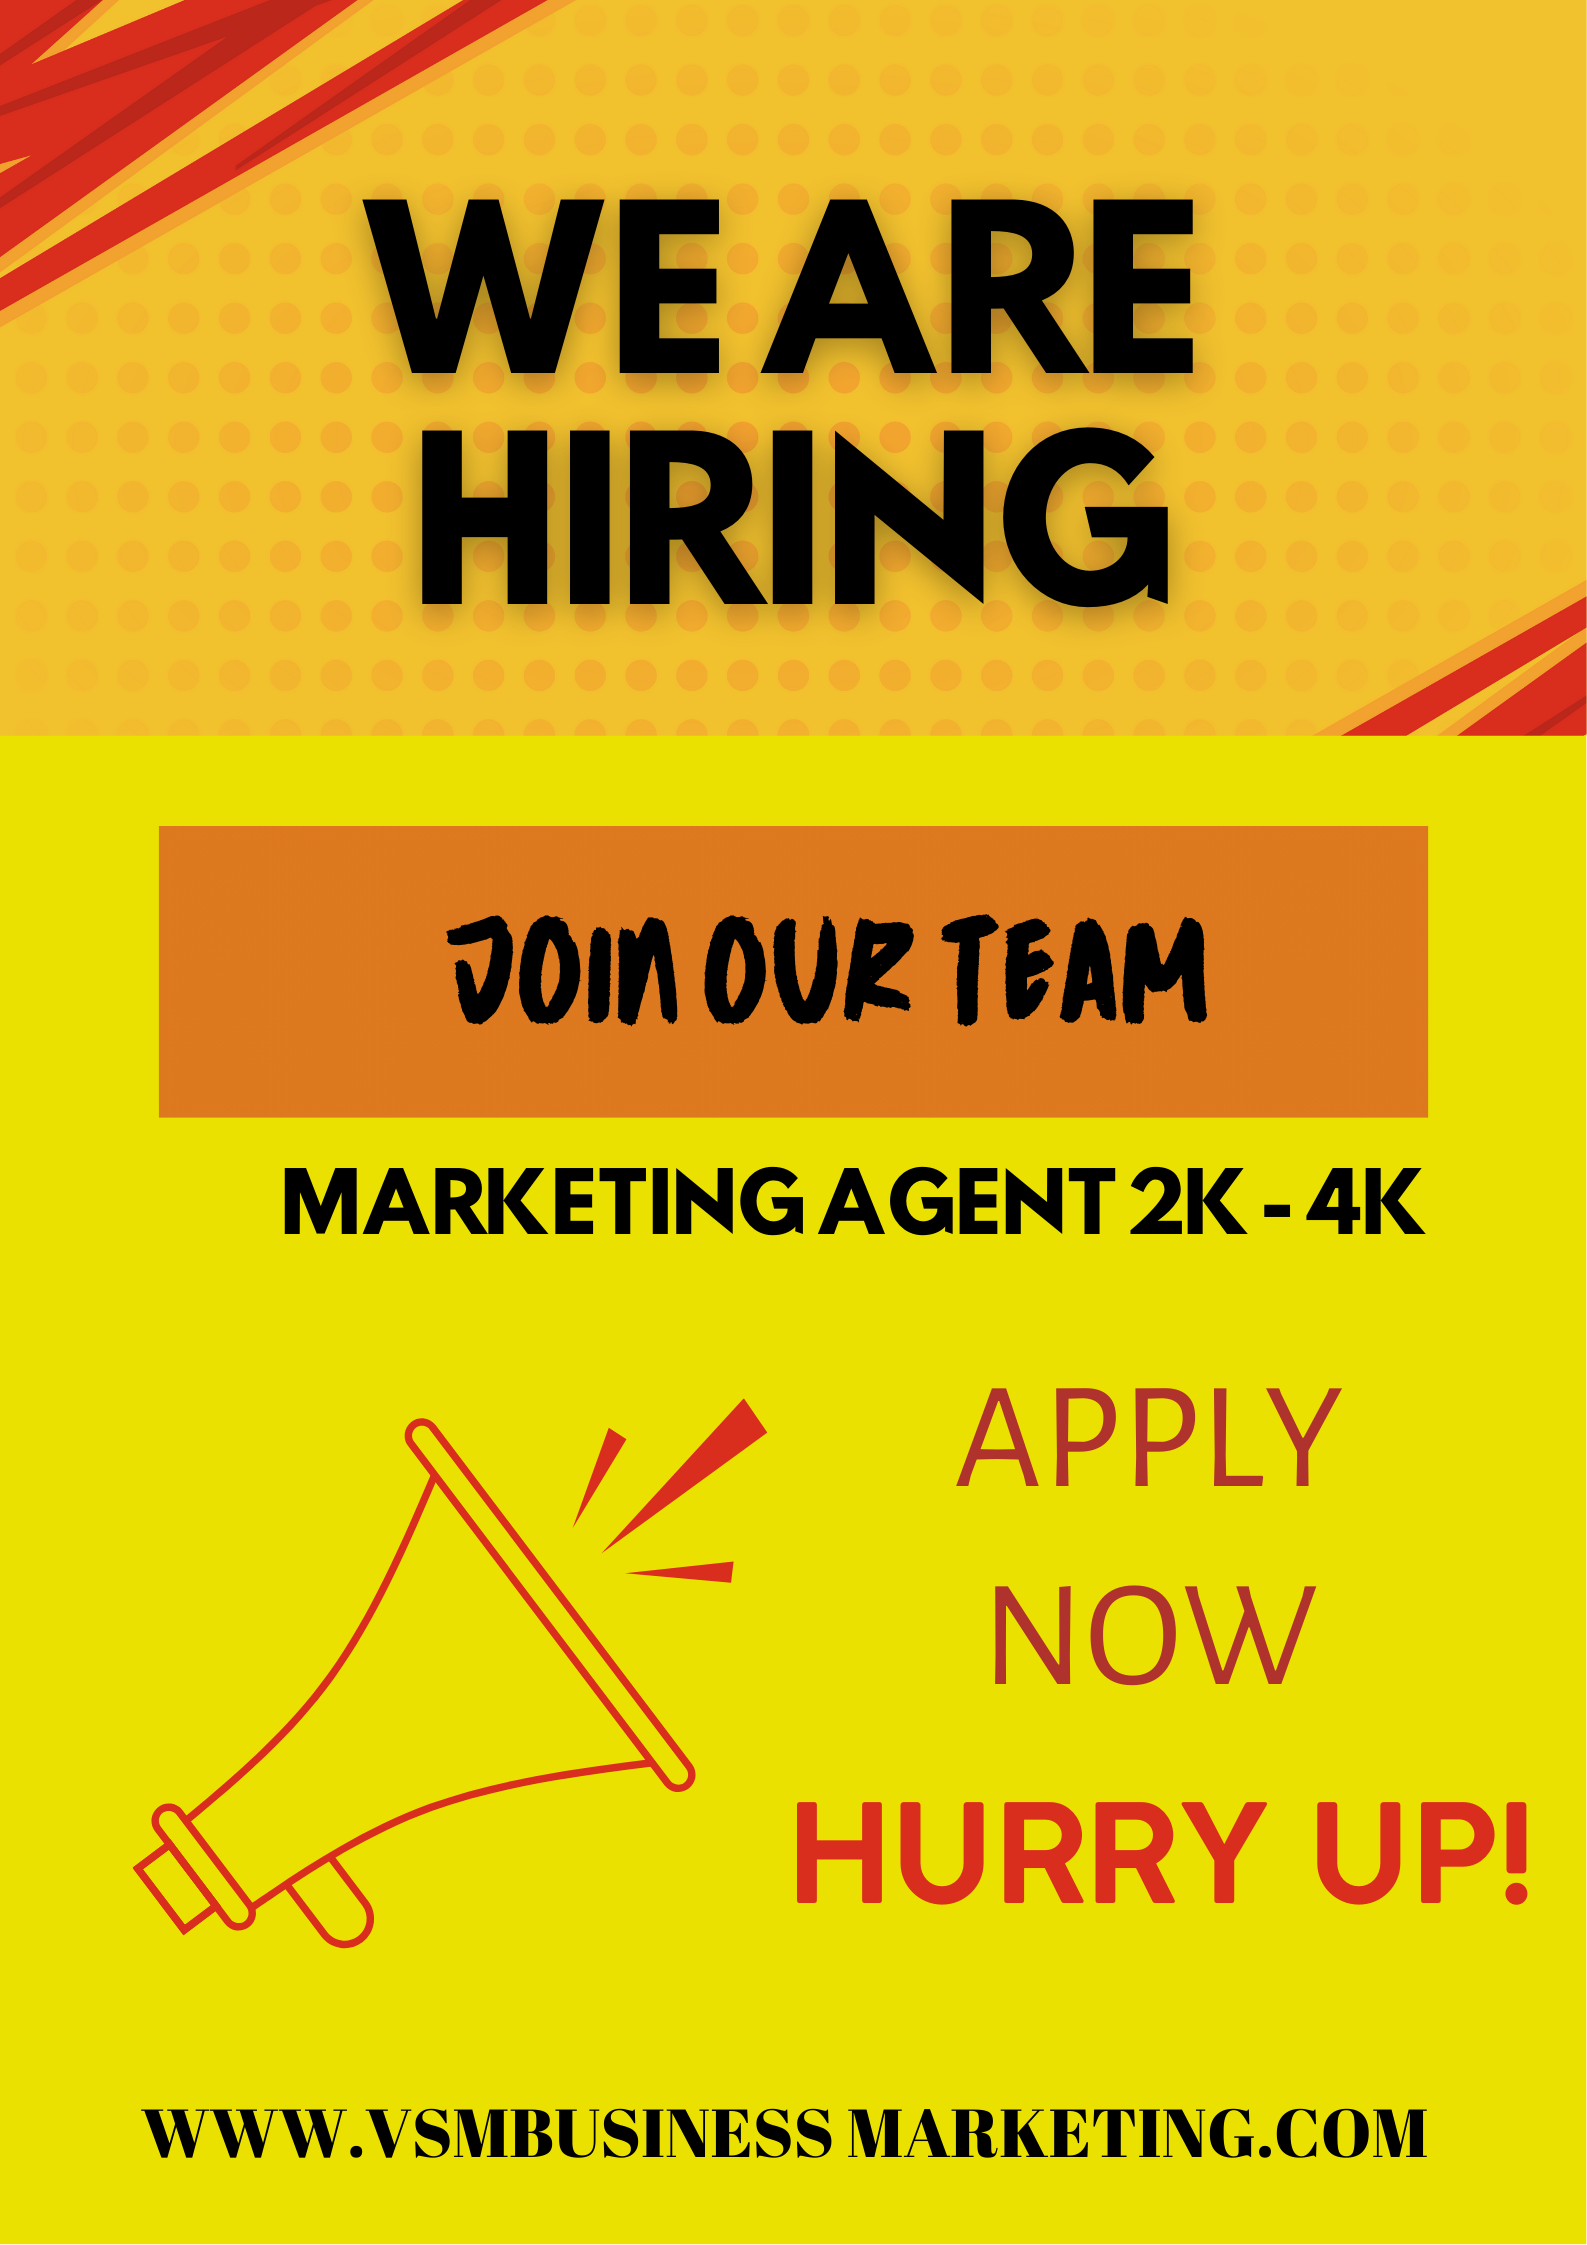 WE ARE
HIRING
JOIN OUR TEAM
MARKETING AGENT 2K - 4K
APPLY
NOW
HURRY UP!
WWW.VSMBUSINESS MARKETING.COM